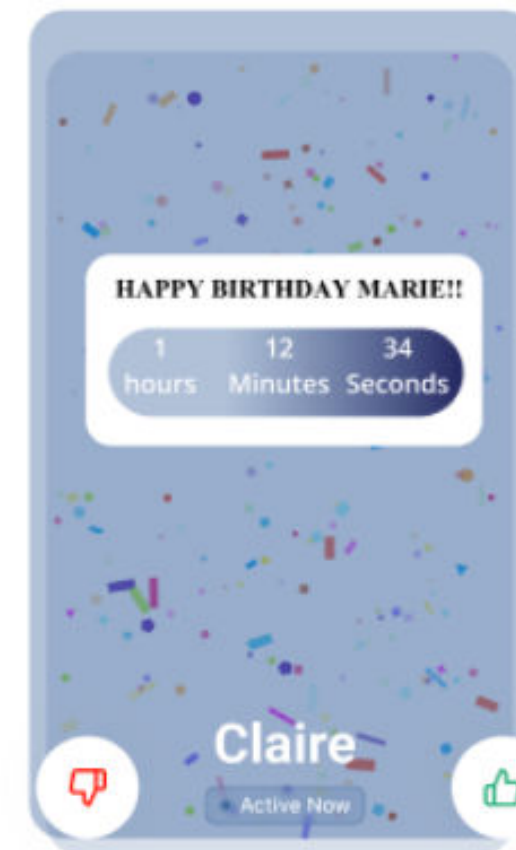 HAPPY BIRTHDAY MARIE!!
1 12 34
hours Minutes Seconds
Claire
Active Now